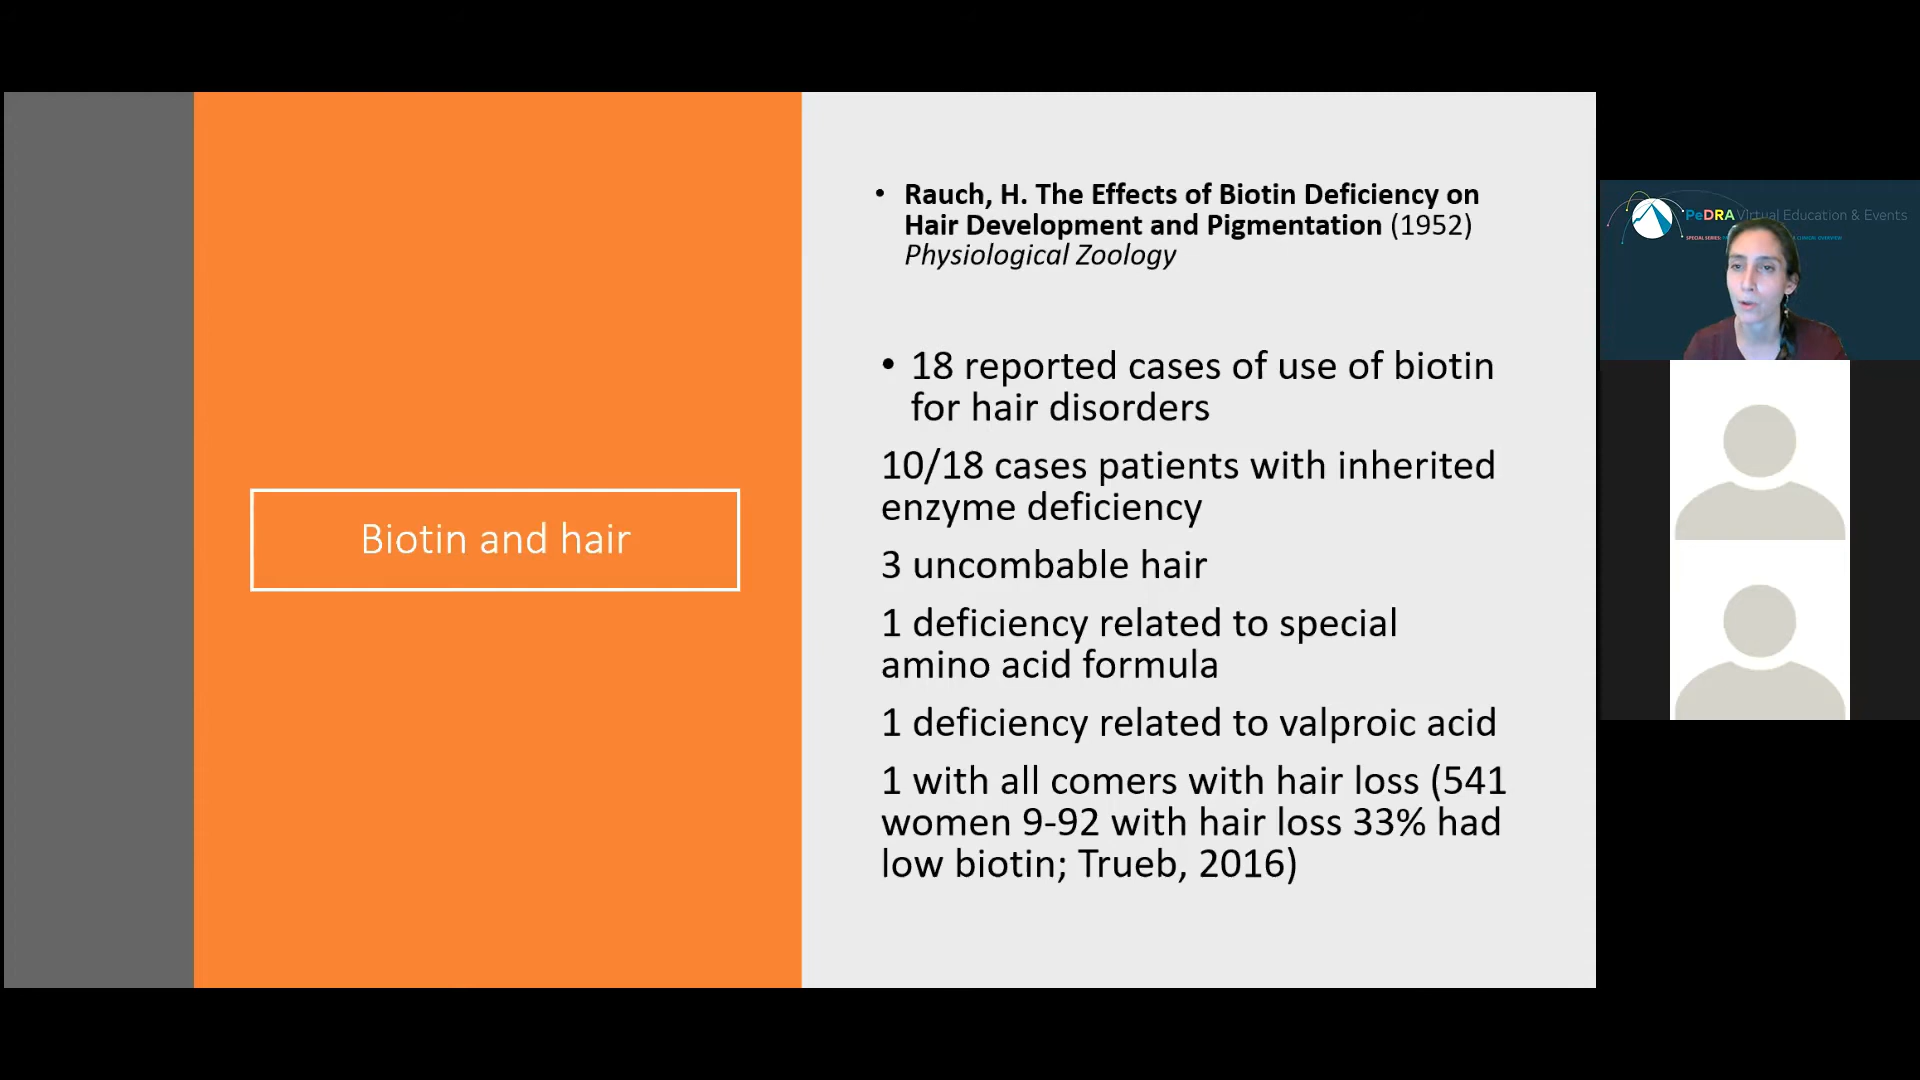 Biotin and hair
• Rauch, H. The Effects of Biotin Deficiency on
Hair Development and Pigmentation (1952)
Physiological Zoology
• 18 reported cases of use of biotin
for hair disorders
10/18 cases patients with inherited
enzyme deficiency
3 uncombable hair
1 deficiency related to special
amino acid formula
1 deficiency related to valproic acid
1 with all comers with hair loss (541
women 9-92 with hair loss 33% had
low biotin; Trueb, 2016)
PeDRA Virtual Education & Events
SPECIAL SERIES:
CLINICAL OVERVIEW